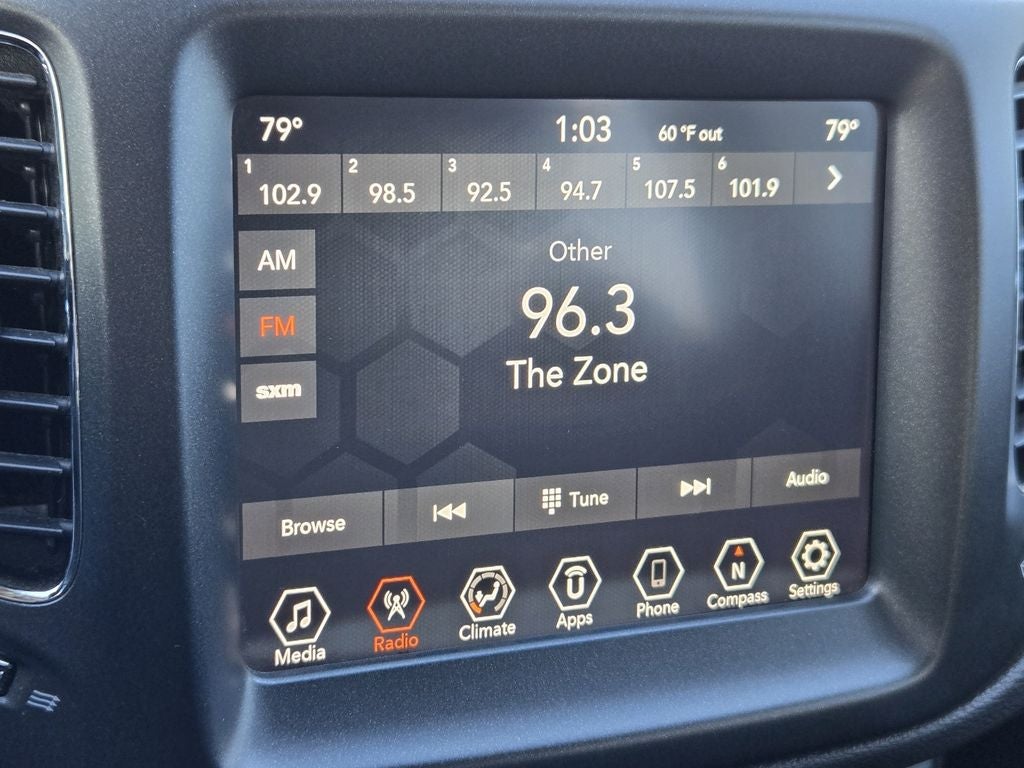 79° 1:03 60 °F out 79°
1 102.9 2 98.5 3 92.5 4 94.7 5 107.5 6 101.9
AM
Other
96.3
FM
The Zone
sxm
Browse Tune Audio
Media Radio Climate Apps Phone N Compass Settings